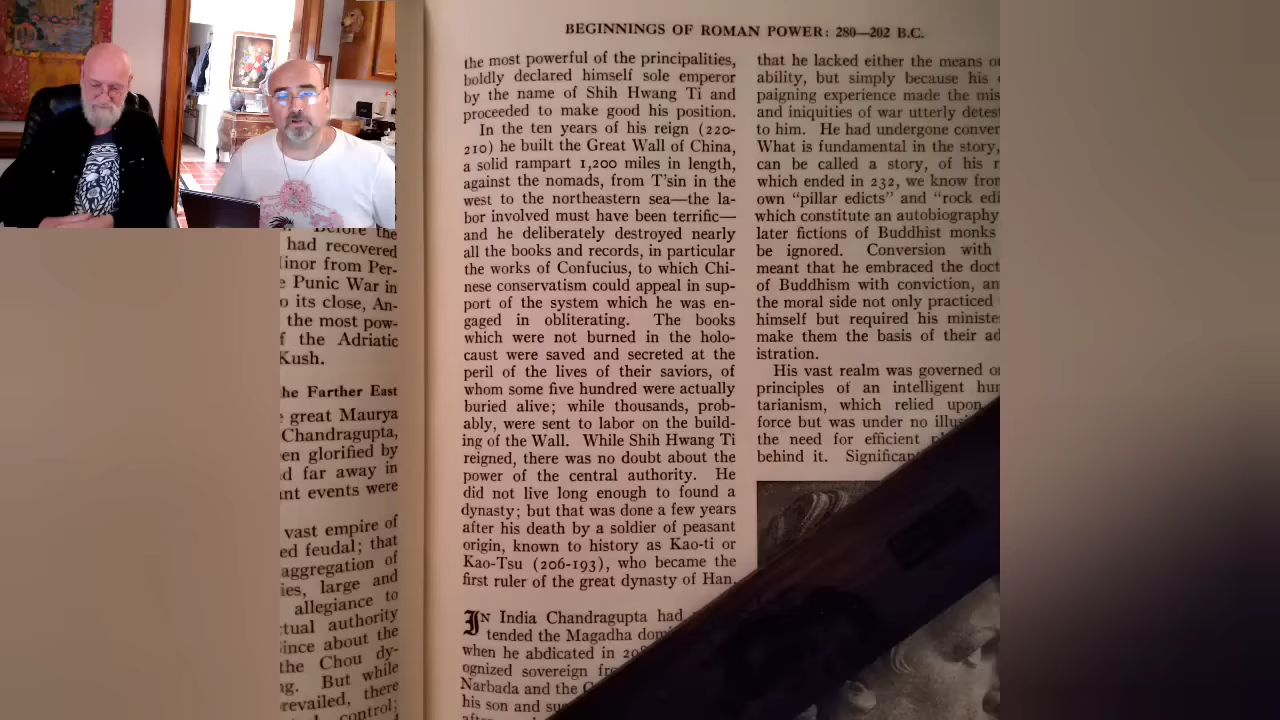 BEGINNINGS OF ROMAN POWER: 280—202 B.C.
Before the
had recovered
from Per-
Punic War in
its close, An-
the most pow-
the Adriatic
Kush.
the Farther East
great Maurya
Chandragupta,
glorified by
far away in
events were
vast empire of
feudal; that
aggregation of
large and
allegiance to
authority
about the
the Chou dy-
But while
there
control;
the most powerful of the principalities,
boldly declared himself sole emperor
by the name of Shih Hwang Ti and
proceeded to make good his position.
In the ten years of his reign (220-
210) he built the Great Wall of China,
a solid rampart 1,200 miles in length,
against the nomads, from T'sin in the
west to the northeastern sea—the la-
bor involved must have been terrific—
and he deliberately destroyed nearly
all the books and records, in particular
the works of Confucius, to which Chi-
nese conservatism could appeal in sup-
port of the system which he was en-
gaged in obliterating. The books
which were not burned in the holo-
caust were saved and secreted at the
peril of the lives of their saviors, of
whom some five hundred were actually
buried alive; while thousands, prob-
ably, were sent to labor on the build-
ing of the Wall. While Shih Hwang Ti
reigned, there was no doubt about the
power of the central authority. He
did not live long enough to found a
dynasty; but that was done a few years
after his death by a soldier of peasant
origin, known to history as Kao-ti or
Kao-Tsu (206-193), who became the
first ruler of the great dynasty of Han.
IN India Chandragupta had
tended the Magadha
when he abdicated in
ognized sovereign
Narbada and the
his son and
that he lacked either the means
ability, but simply because his
paigning experience made the
and iniquities of war utterly
to him. He had undergone
What is fundamental in the story,
can be called a story, of his
which ended in 232, we know
own "pillar edicts" and "rock
which constitute an autobiography
later fictions of Buddhist monks
be ignored. Conversion with
meant that he embraced the
of Buddhism with conviction,
the moral side not only practiced
himself but required his
make them the basis of their
istration.
His vast realm was governed
principles of an intelligent
tarianism, which relied upon
force but was under no
the need for efficient
behind it.